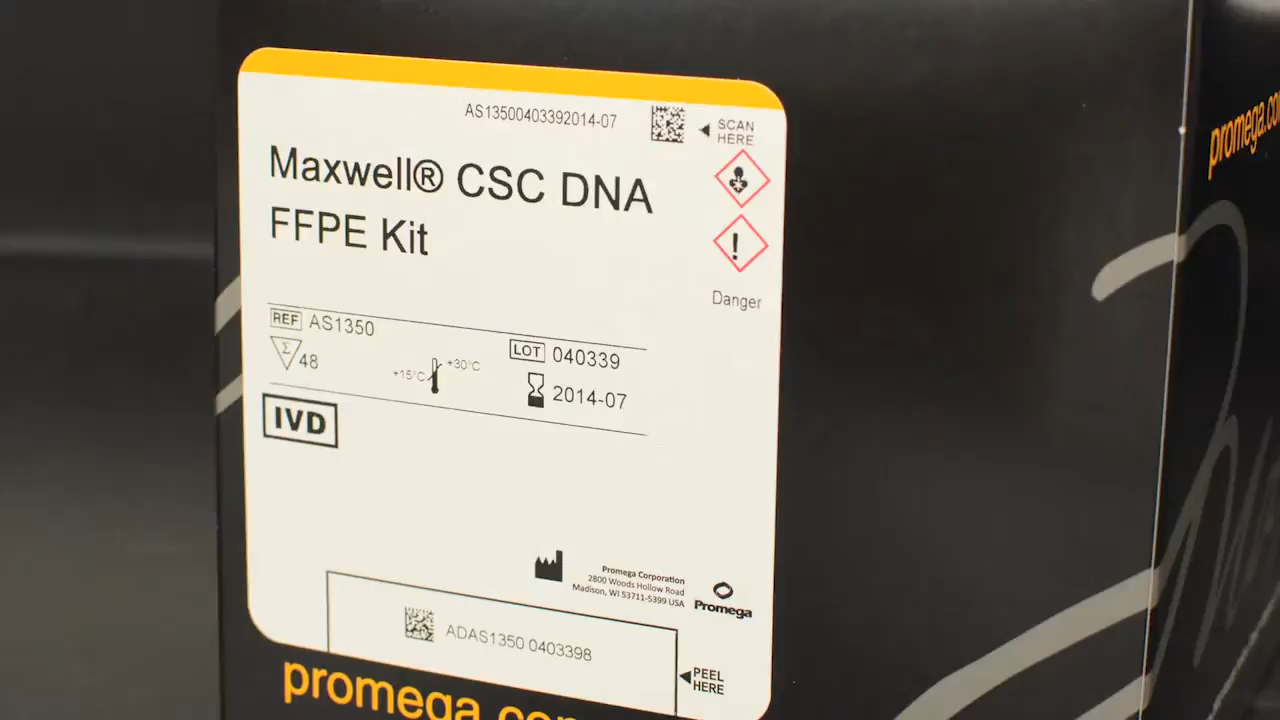 AS13500403392014-07
SCAN
HERE
Maxwell® CSC DNA
FFPE Kit
Danger
REF AS1350
Σ 48
+15°C +30°C
LOT 040339
2014-07
IVD
Promega Corporation
2800 Woods Hollow Road
Madison, WI 53711-5399 USA
Promega
ADAS1350 0403398
PEEL
HERE
promega.com
promega.co